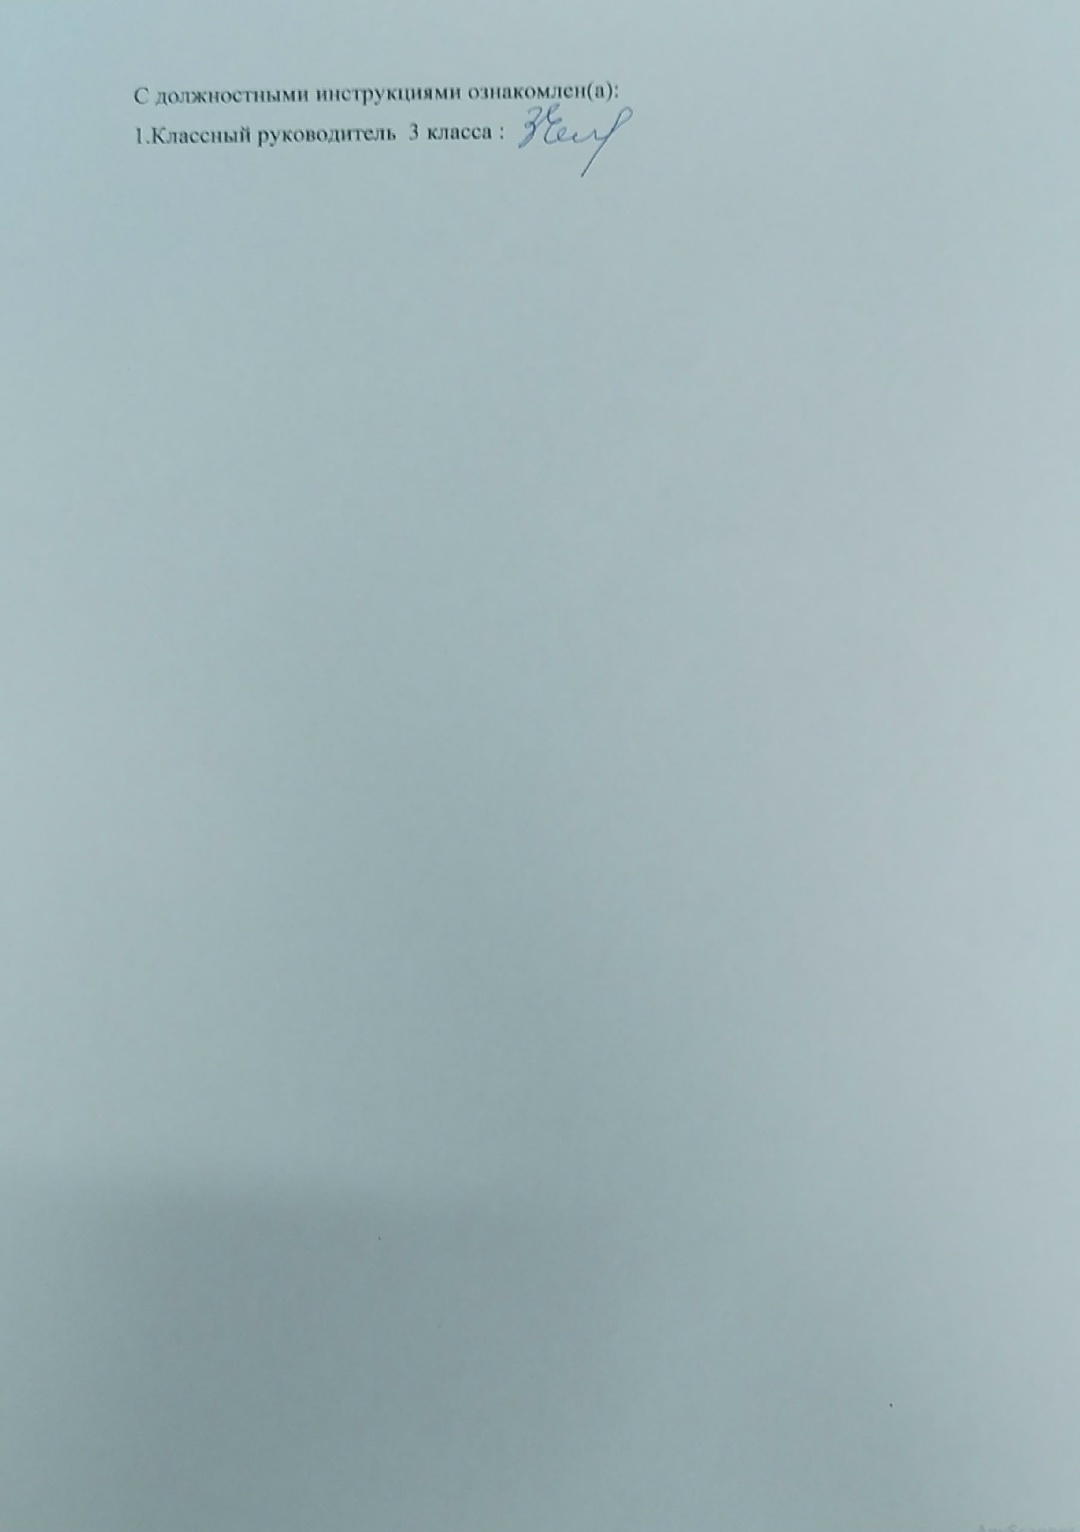 С должностными инструкциями ознакомлен(а):
1.Классный руководитель 3 класса :